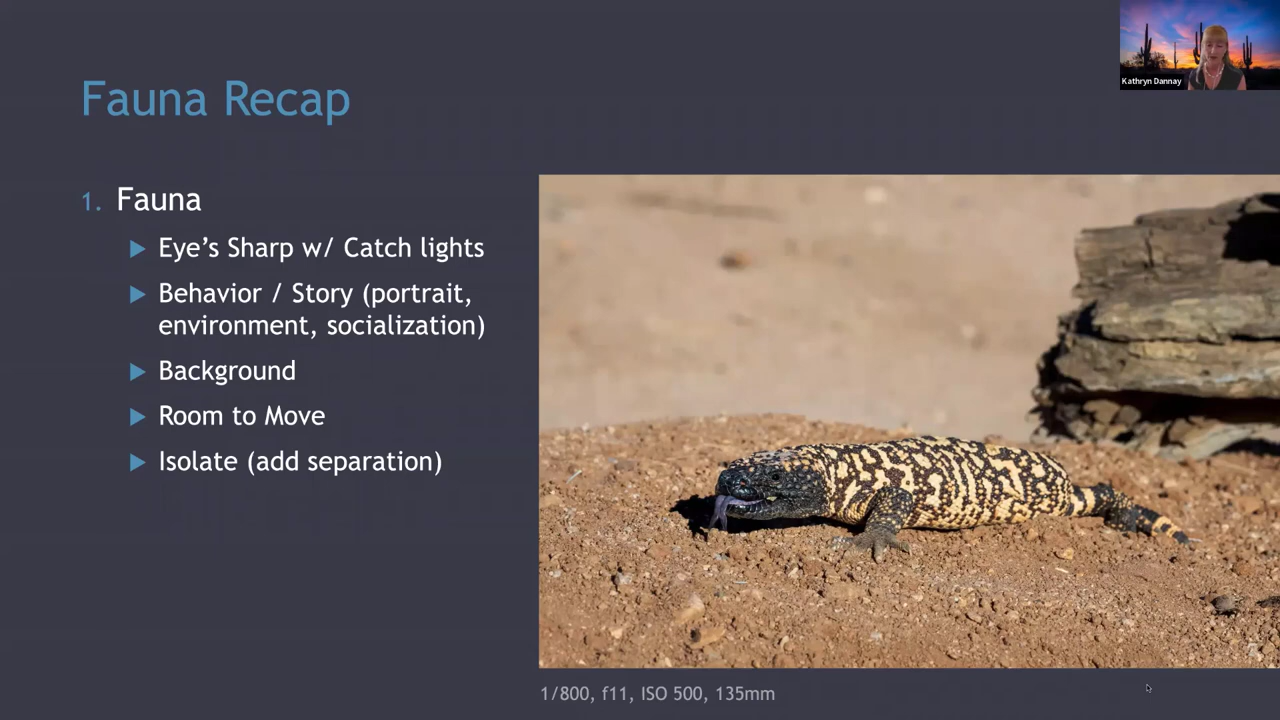 Kathryn Dannay
Fauna Recap
1. Fauna
Eye's Sharp w/ Catch lights
Behavior / Story (portrait,
environment, socialization)
Background
Room to Move
Isolate (add separation)
1/800, f11, ISO 500, 135mm